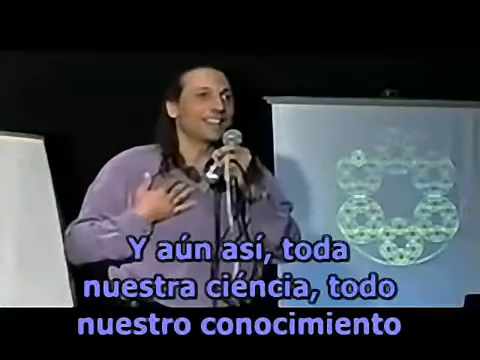 Y aún así, toda
nuestra ciéncia, todo
nuestro conocimiento